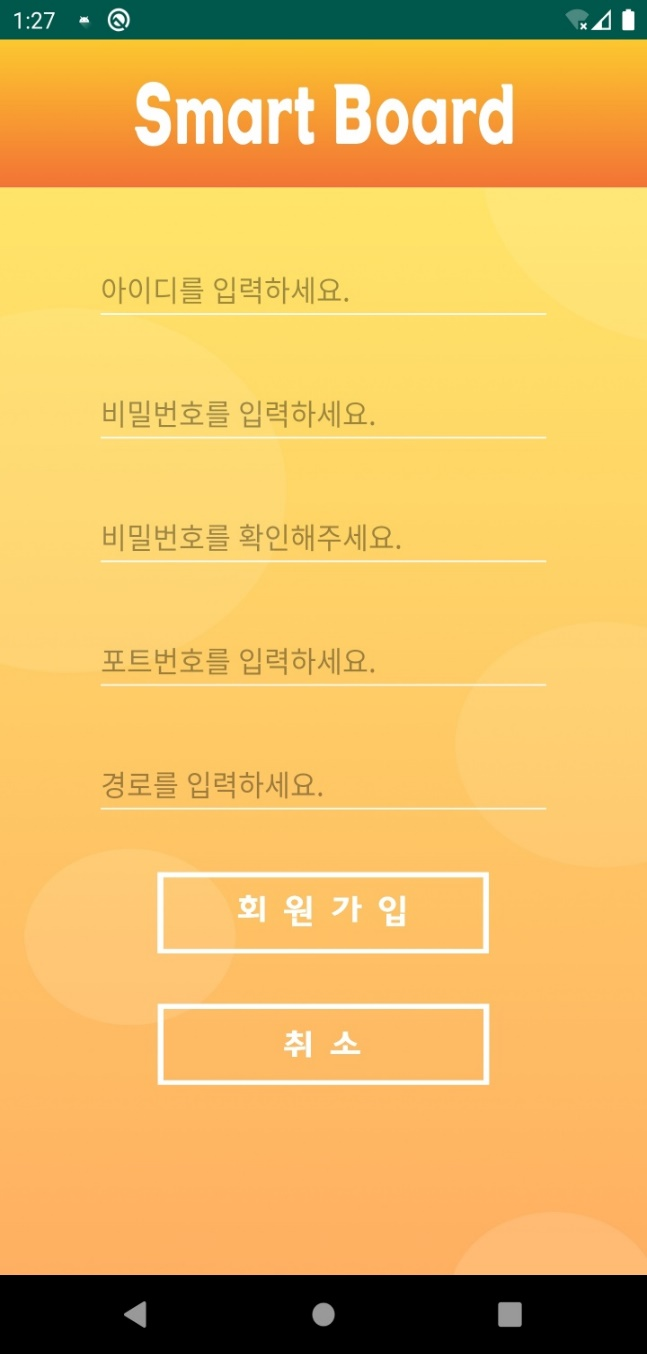 1:27
Smart Board
아이디를 입력하세요.
비밀번호를 입력하세요.
비밀번호를 확인해주세요.
포트번호를 입력하세요.
경로를 입력하세요.
회 원 가 입
취 소